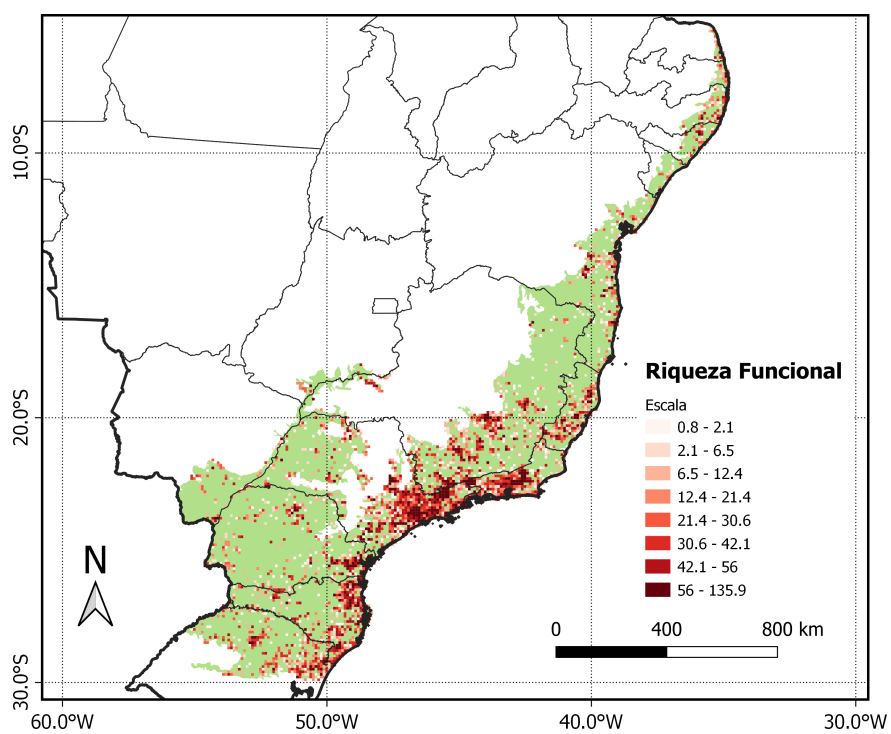 10.0°S
20.0°S
30.0°S
Riqueza Funcional
Escala
0.8 - 2.1
2.1 - 6.5
6.5 - 12.4
12.4 - 21.4
21.4 - 30.6
30.6 - 42.1
42.1 - 56
56 - 135.9
N
0 400 800 km
60.0°W 50.0°W 40.0°W 30.0°W